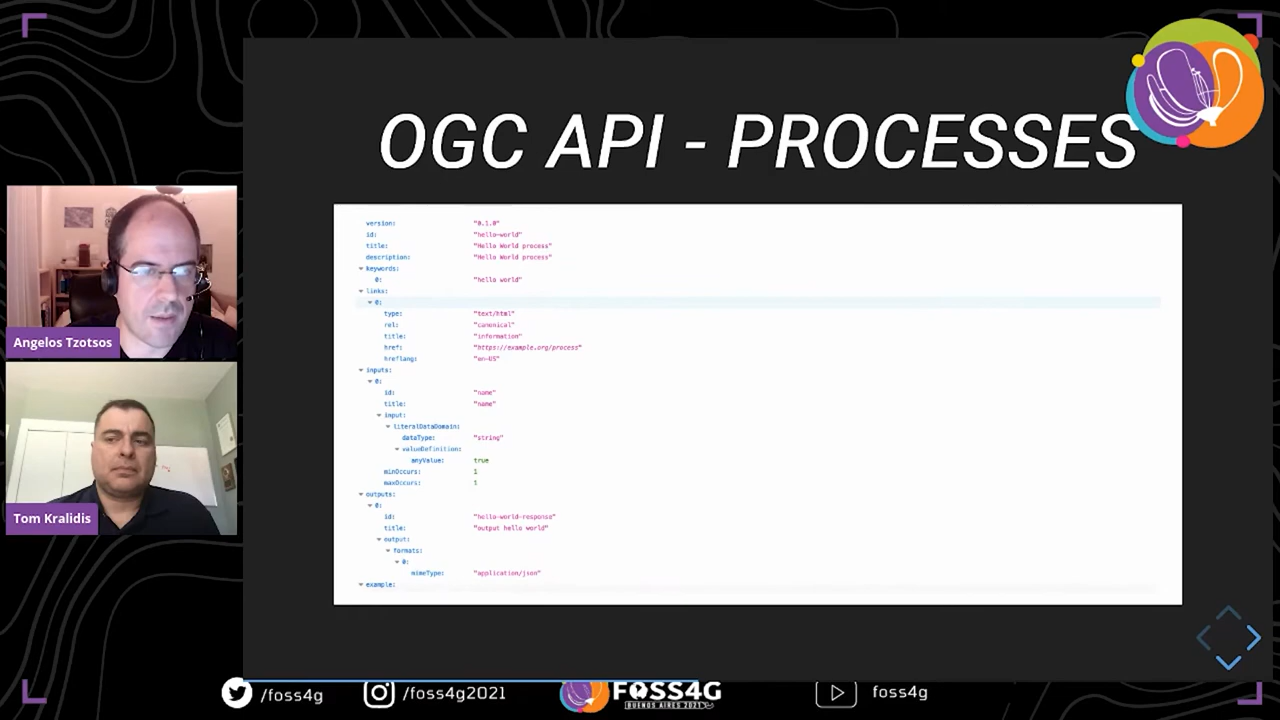 OGC API - PROCESSES
version: "0.1.0"
id: "hello-world"
title: "Hello World process"
description: "Hello World process"
keywords:
0: "hello world"
links:
0:
type: "text/html"
rel: "canonical"
title: "information"
href: "https://example.org/process"
hreflang: "en-US"
inputs:
0:
id: "name"
title: "name"
input:
literalDataDomain:
dataType: "string"
valueDefinition:
anyValue: true
minOccurs: 1
maxOccurs: 1
outputs:
0:
id: "hello-world-response"
title: "output hello world"
output:
formats:
0:
mimeType: "application/json"
example:
Angelos Tzotsos
Tom Kralidis
/foss4g
/foss4g2021
FOSS4G
BUENOS AIRES 2021
foss4g